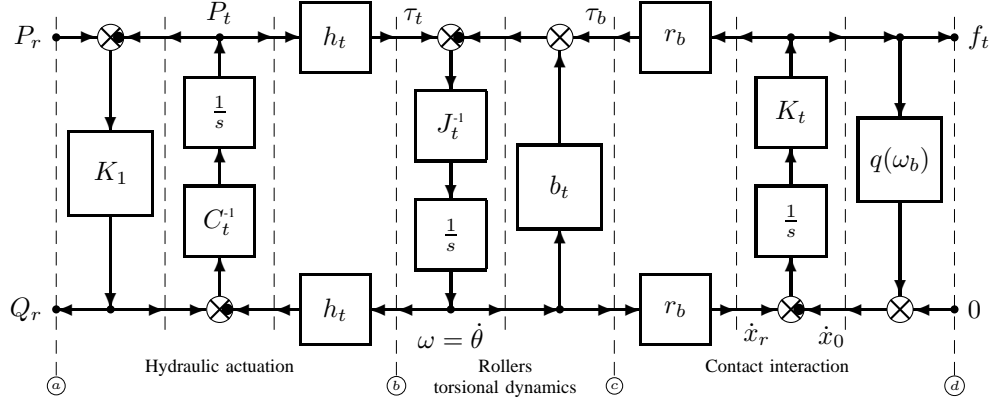 P_t τ_t τ_b
P_r h_t r_b f_t
1/s J_t^-1 K_t
K_1 b_t q(ω_b)
C_t^-1 1/s 1/s
Q_r h_t r_b 0
ω = θ̇ ẋ_r ẋ_0
Hydraulic actuation Rollers Contact interaction
torsional dynamics
a b c d